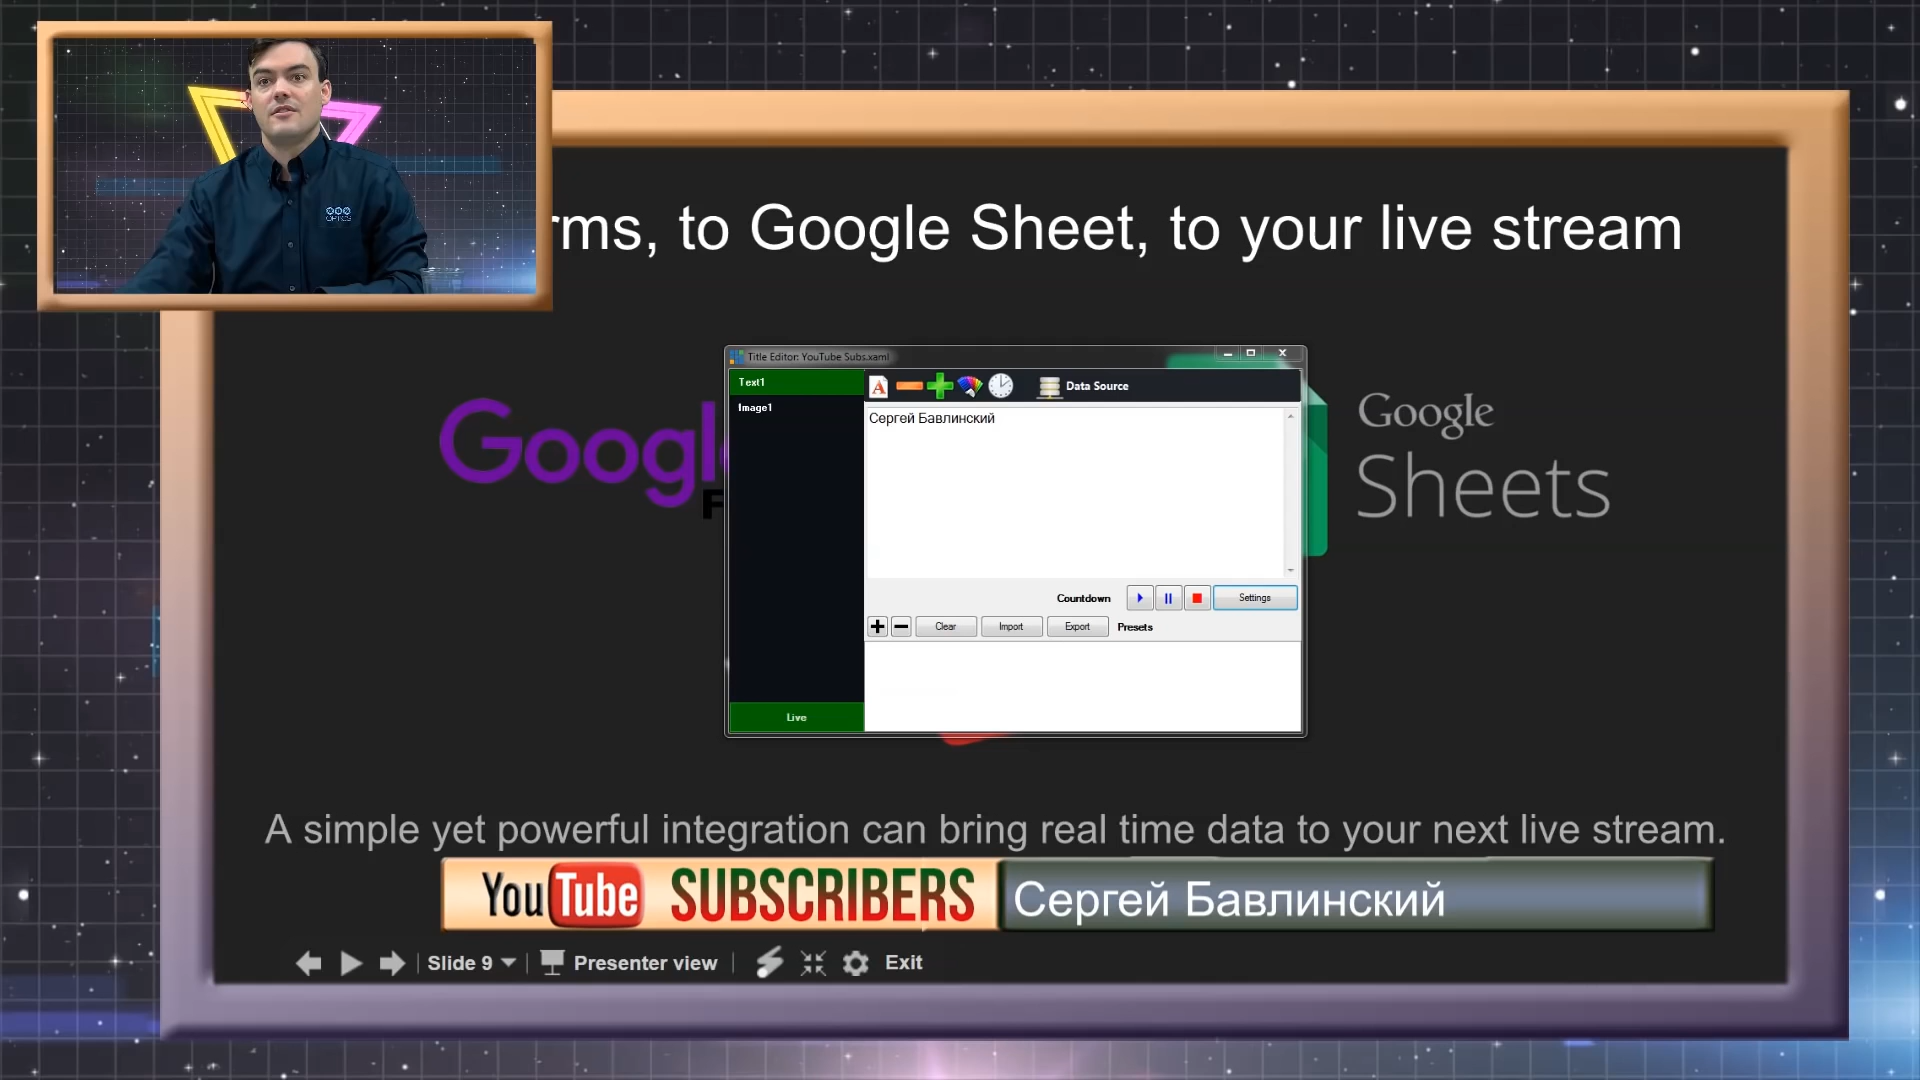 OPTICS
rms, to Google Sheet, to your live stream
Google
F
Google
Sheets
Title Editor: YouTube Subs.xaml
Text1
Image1
Data Source
Сергей Бавлинский
Countdown
Settings
Clear
Import
Export
Presets
Live
A simple yet powerful integration can bring real time data to your next live stream.
YouTube SUBSCRIBERS Сергей Бавлинский
Slide 9
Presenter view
Exit